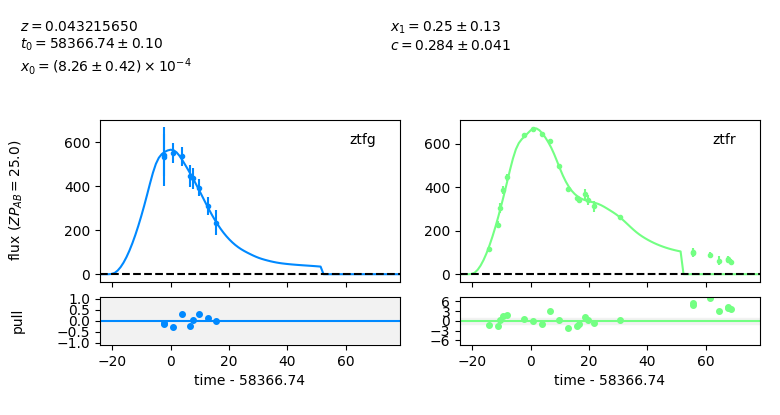 z = 0.043215650
t₀ = 58366.74 ± 0.10
x₀ = (8.26 ± 0.42) × 10⁻⁴
x₁ = 0.25 ± 0.13
c = 0.284 ± 0.041
flux (ZP_AB = 25.0)
600
400
200
0
ztfg
600
400
200
0
ztfr
pull
1.0
0.5
0.0
−0.5
−1.0
−20 0 20 40 60
time - 58366.74
6
3
0
−3
−6
−20 0 20 40 60
time - 58366.74